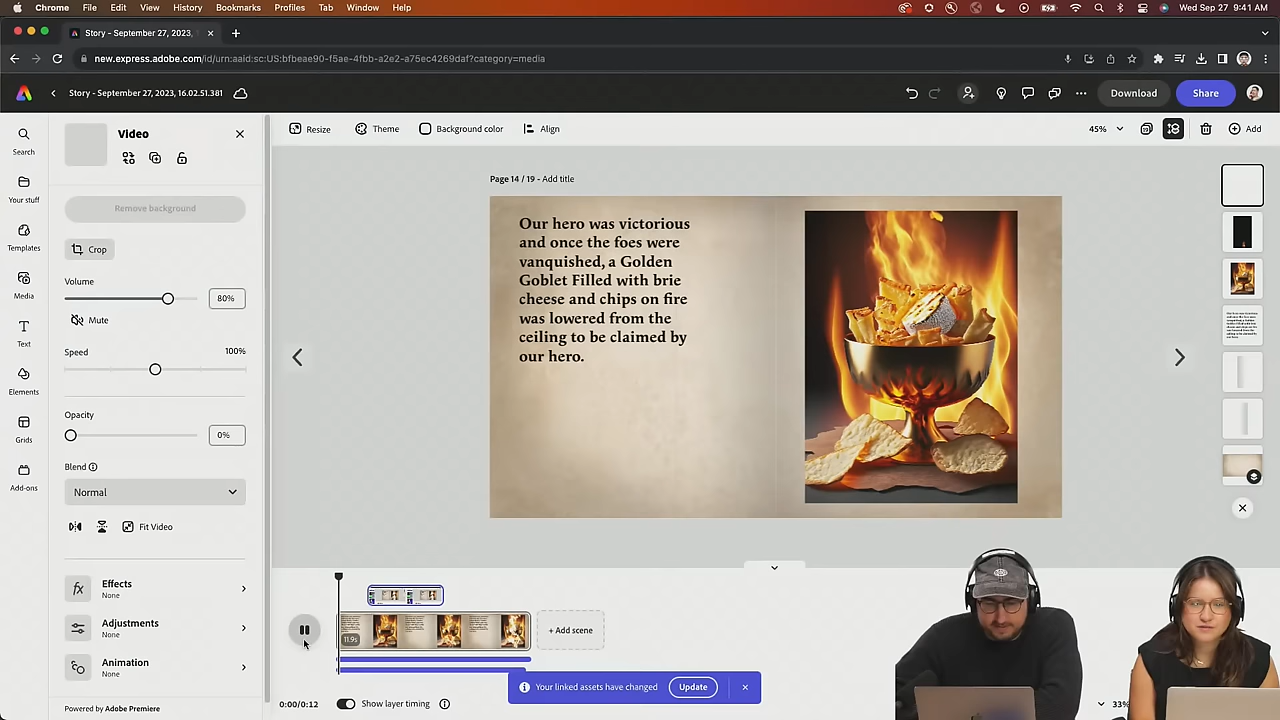 Chrome File Edit View History Bookmarks Profiles Tab Window Help Wed Sep 27 9:41 AM
Story - September 27, 2023,
new.express.adobe.com/id/urn:aaid:sc:US:bfbeae90-f5ae-4fbb-a2e2-a75ec4269daf?category=media
Story - September 27, 2023, 16.02.51.381
Download Share
Search
Your stuff
Templates
Media
Text
Elements
Grids
Add-ons
Video
Remove background
Crop
Volume
80%
Mute
Speed 100%
Opacity
0%
Blend
Normal
Fit Video
fx Effects
None
Adjustments
None
Animation
None
Powered by Adobe Premiere
Resize Theme Background color Align 45% Add
Page 14 / 19 - Add title
Our hero was victorious
and once the foes were
vanquished, a Golden
Goblet Filled with brie
cheese and chips on fire
was lowered from the
ceiling to be claimed by
our hero.
11.9s
+ Add scene
Your linked assets have changed Update
0:00/0:12 Show layer timing 33%